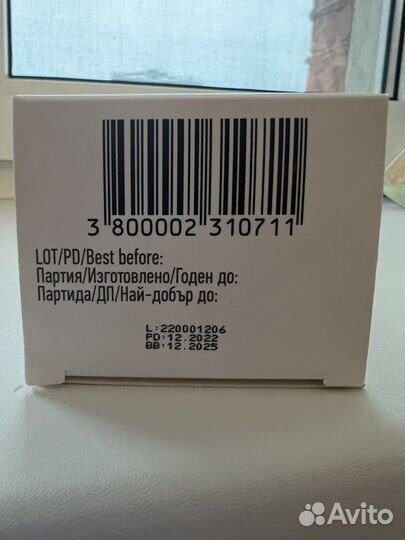 3 800002 310711
LOT/PD/Best before:
Партия/Изготовлено/Годен до:
Партида/ДП/Най-добър до:
L:220001206
PD:12.2022
BB:12.2025
Avito